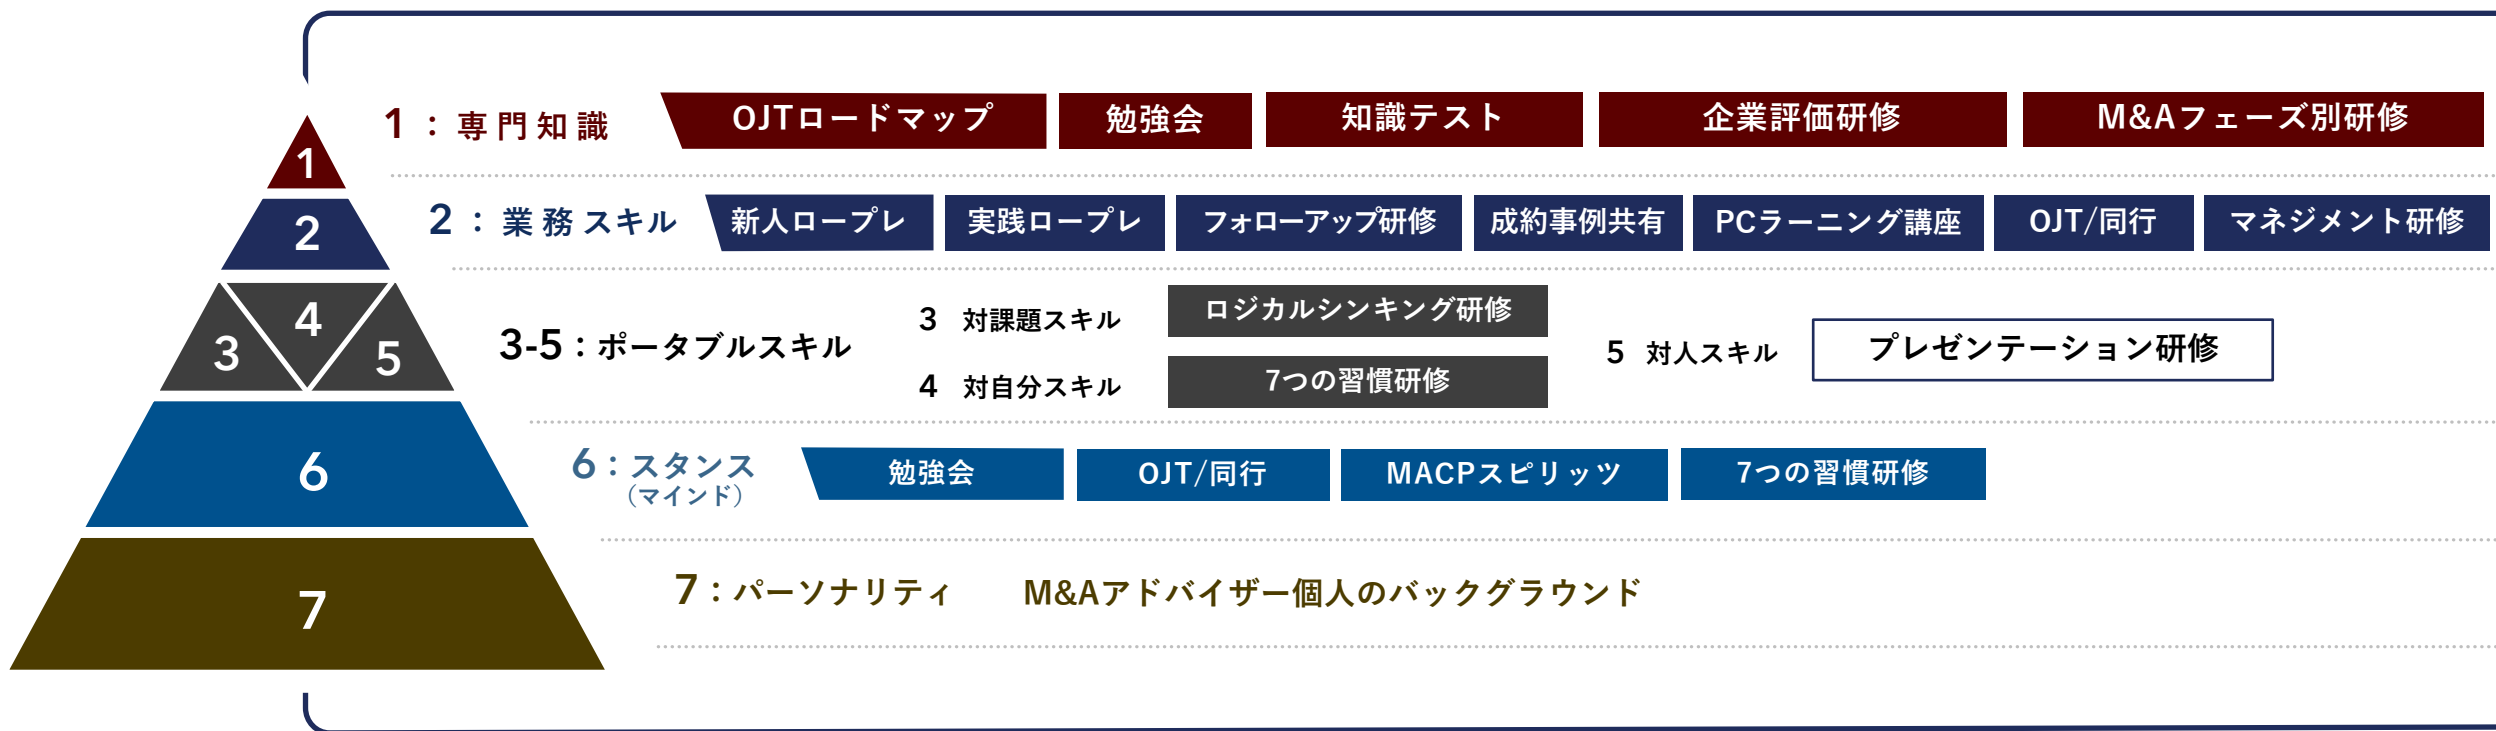 1
2
3
4
5
6
7
1 : 専門知識
OJTロードマップ
勉強会
知識テスト
企業評価研修
M&Aフェーズ別研修
2 : 業務スキル
新人ロープレ
実践ロープレ
フォローアップ研修
成約事例共有
PCラーニング講座
OJT/同行
マネジメント研修
3-5 : ポータブルスキル
3 対課題スキル
ロジカルシンキング研修
4 対自分スキル
7つの習慣研修
5 対人スキル
プレゼンテーション研修
6 : スタンス
（マインド）
勉強会
OJT/同行
MACPスピリッツ
7つの習慣研修
7 : パーソナリティ
M&Aアドバイザー個人のバックグラウンド